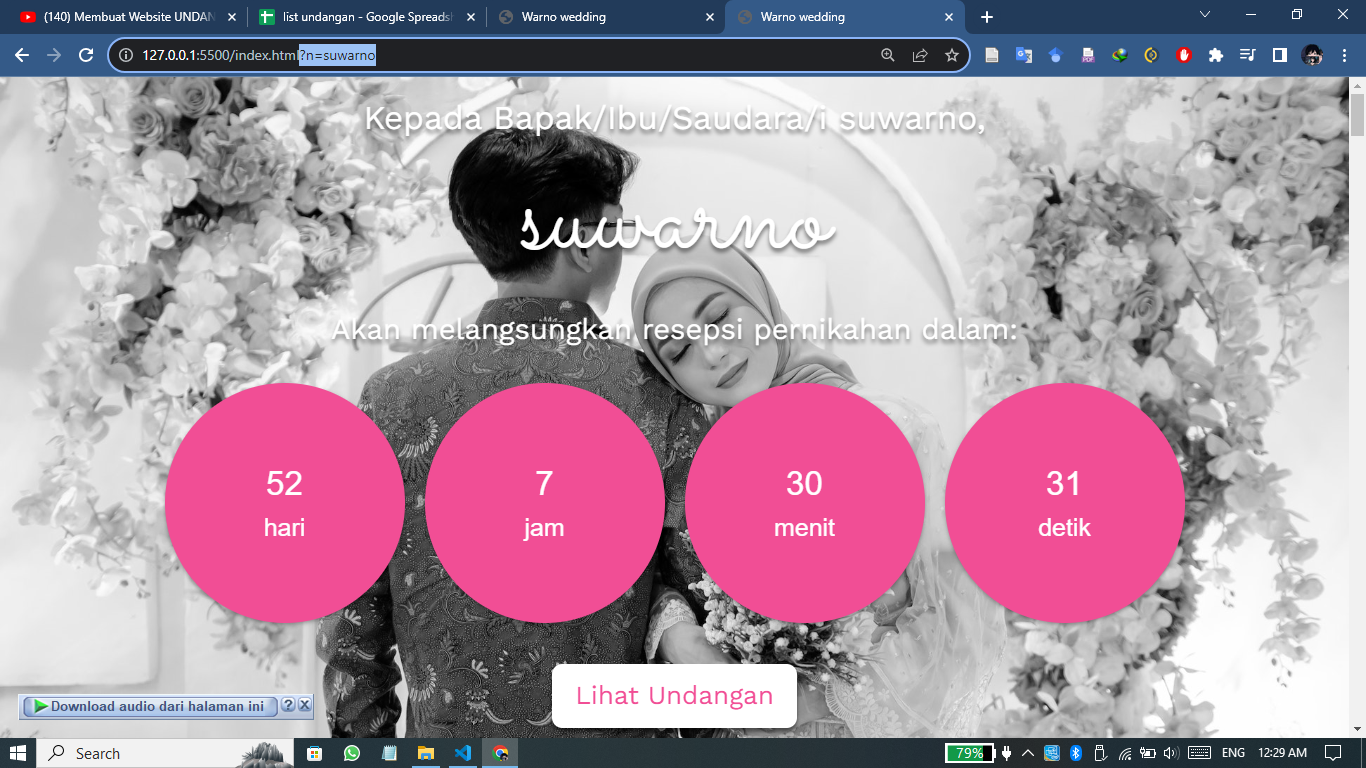 (140) Membuat Website UNDAN
list undangan - Google Spreadsh
Warno wedding
Warno wedding
127.0.0.1:5500/index.html?n=suwarno
Kepada Bapak/Ibu/Saudara/i suwarno,
suwarno
Akan melangsungkan resepsi pernikahan dalam:
52
hari
7
jam
30
menit
31
detik
Lihat Undangan
Download audio dari halaman ini
Search
79%
ENG
12:29 AM